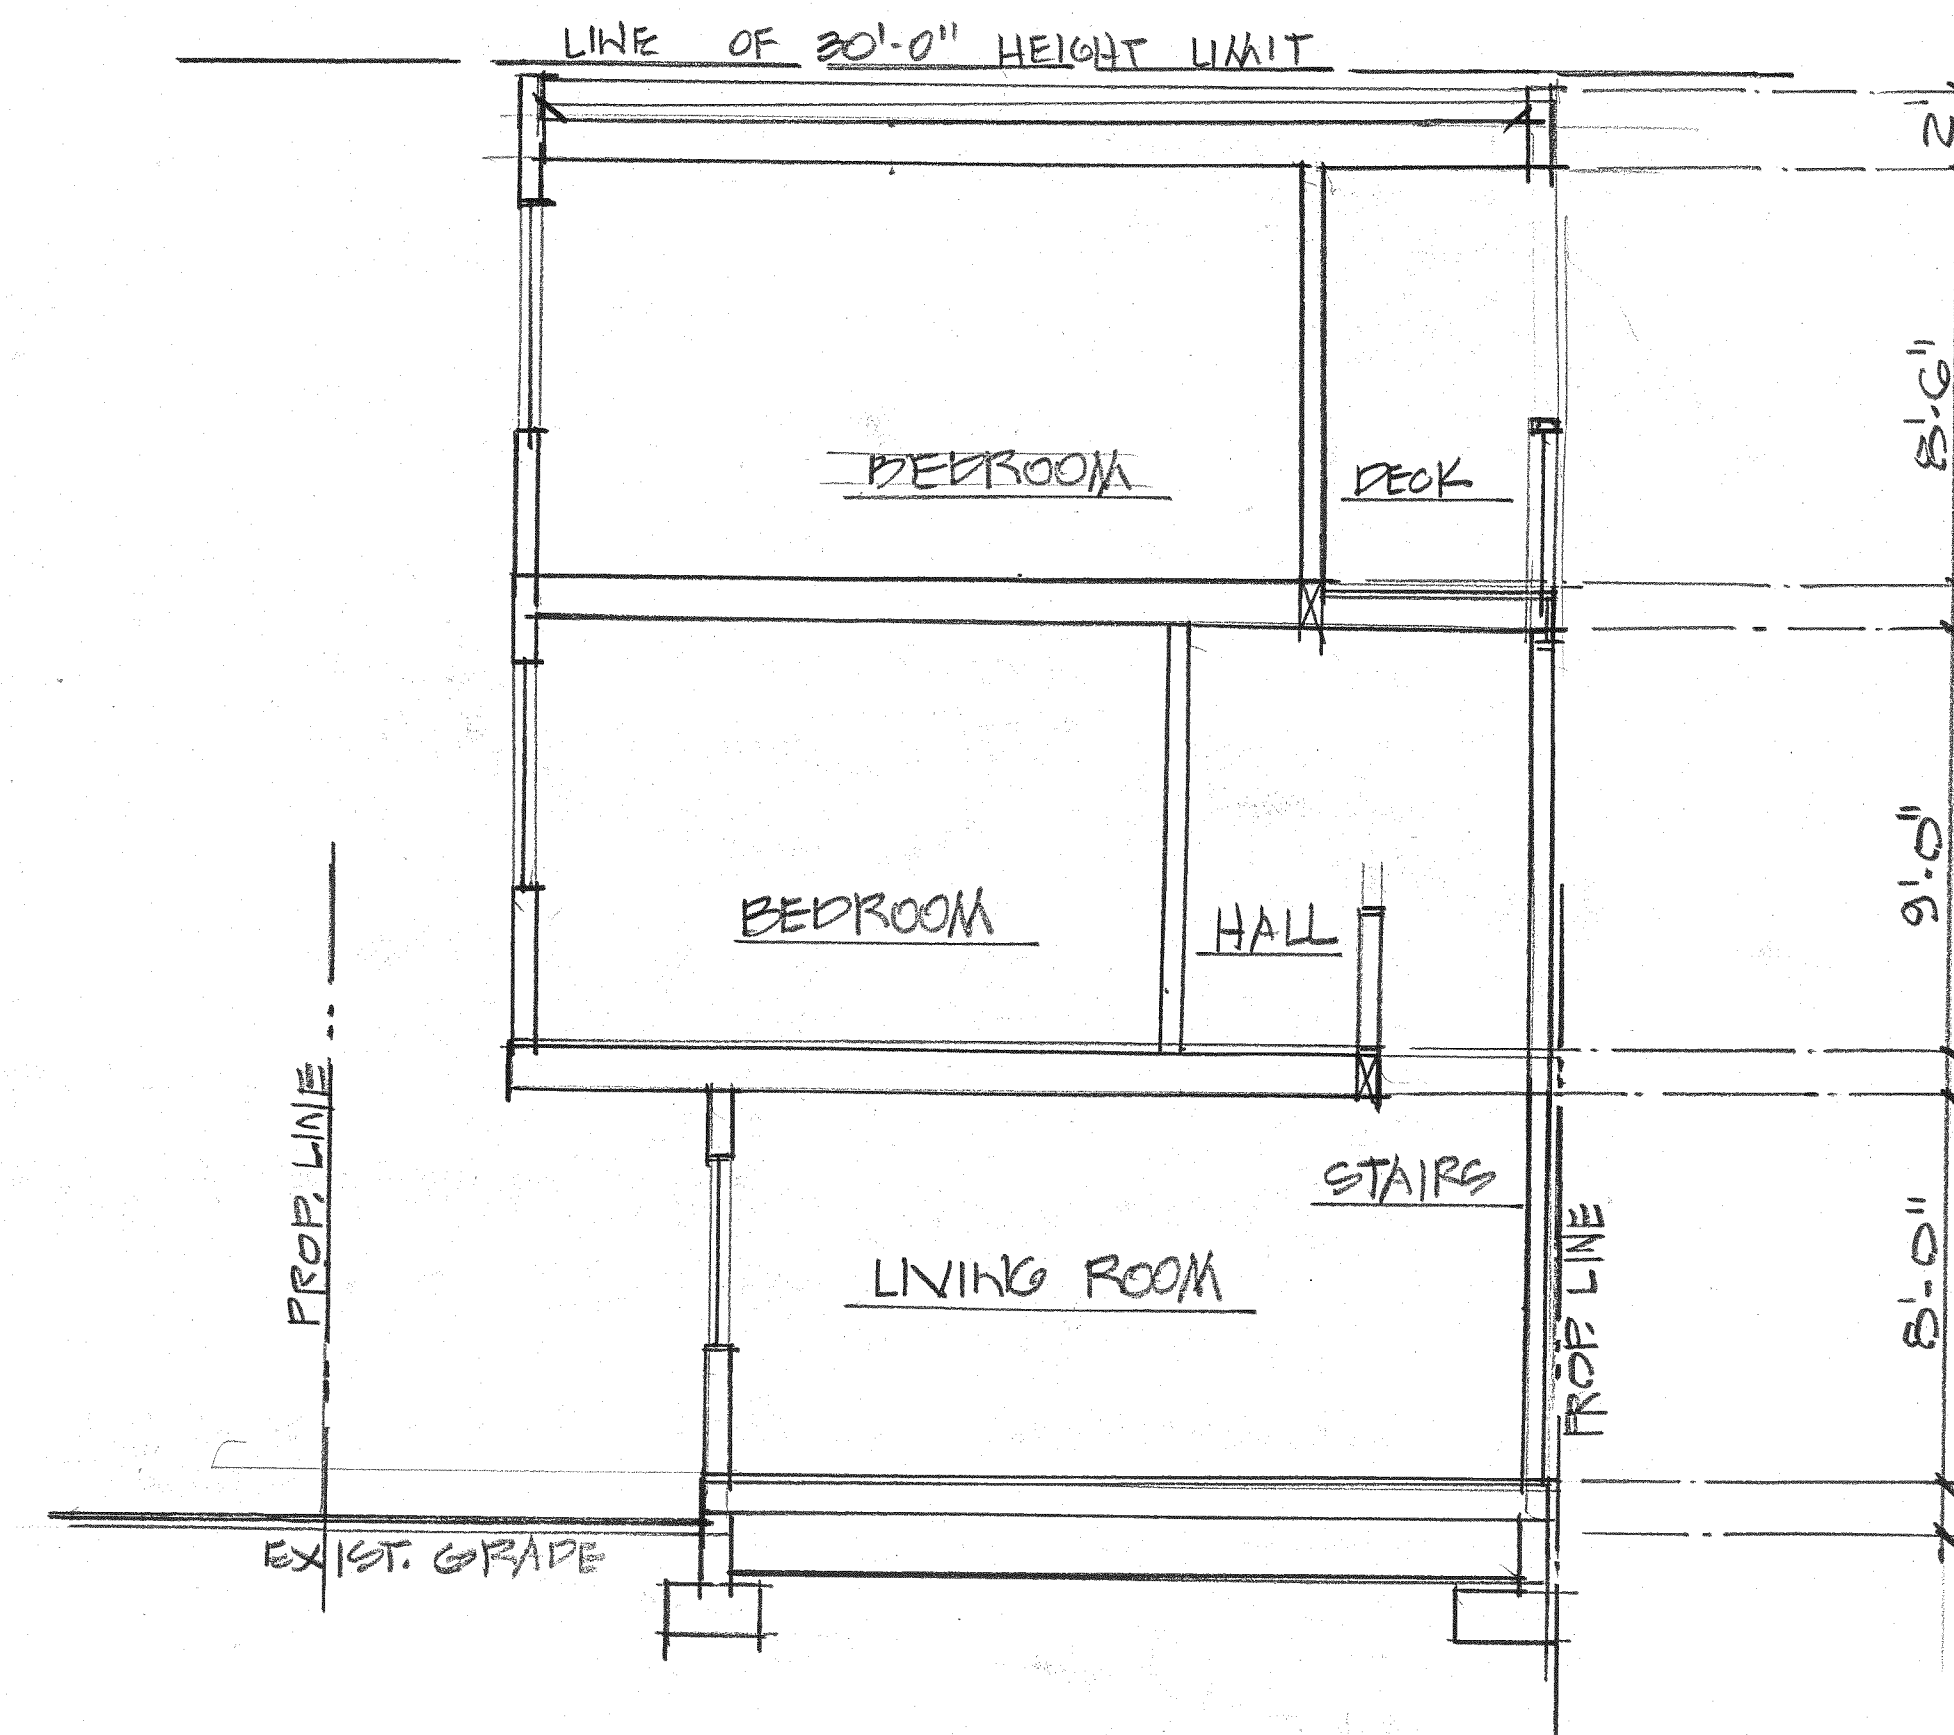 LINE OF 30'-0" HEIGHT LIMIT
8'-6"
BEDROOM
DECK
9'-0"
BEDROOM
HALL
STAIRS
LIVING ROOM
PROP. LINE
PROP. LINE
8'-0"
EXIST. GRADE